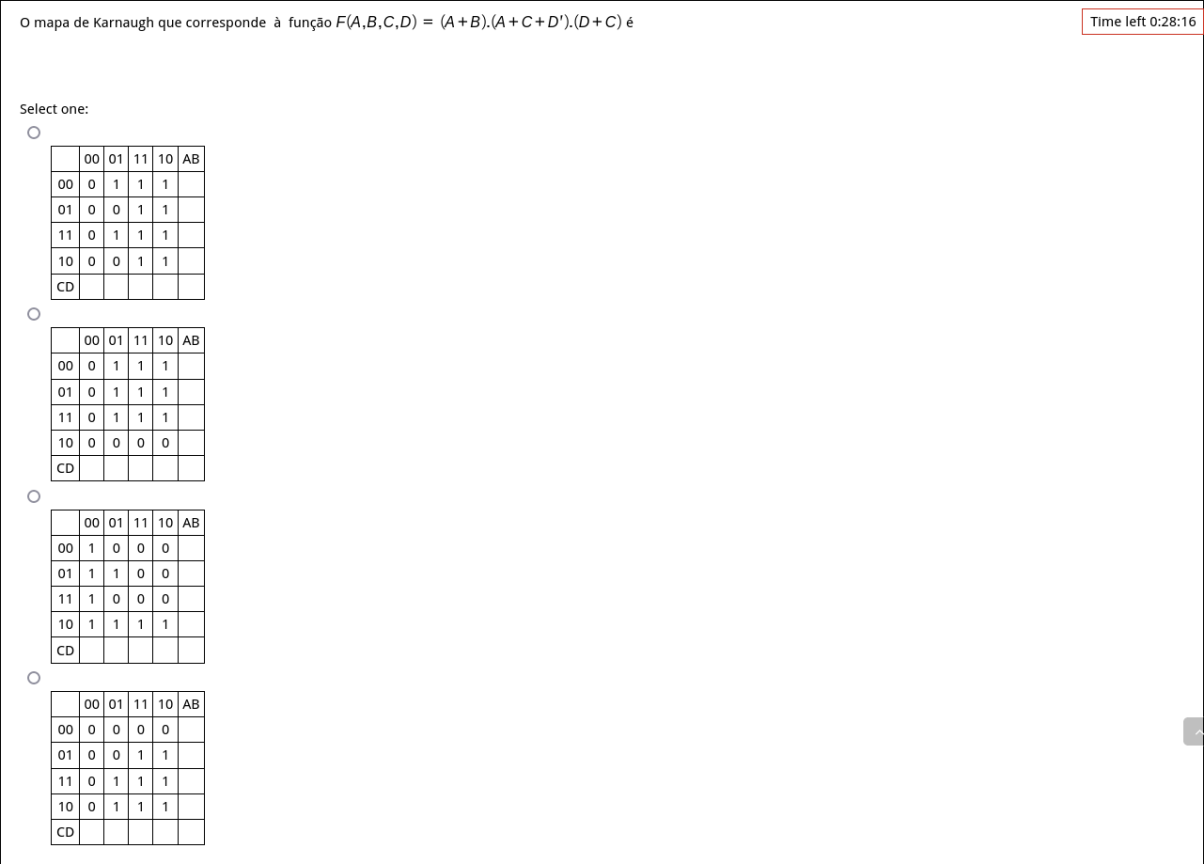 O mapa de Karnaugh que corresponde à função F(A,B,C,D) = (A+B).(A+C+D').(D+C) é
Time left 0:28:16
Select one:
00 01 11 10 AB
00 0 1 1 1
01 0 0 1 1
11 0 1 1 1
10 0 0 1 1
CD
00 01 11 10 AB
00 0 1 1 1
01 0 1 1 1
11 0 1 1 1
10 0 0 0 0
CD
00 01 11 10 AB
00 1 0 0 0
01 1 1 0 0
11 1 0 0 0
10 1 1 1 1
CD
00 01 11 10 AB
00 0 0 0 0
01 0 0 1 1
11 0 1 1 1
10 0 1 1 1
CD